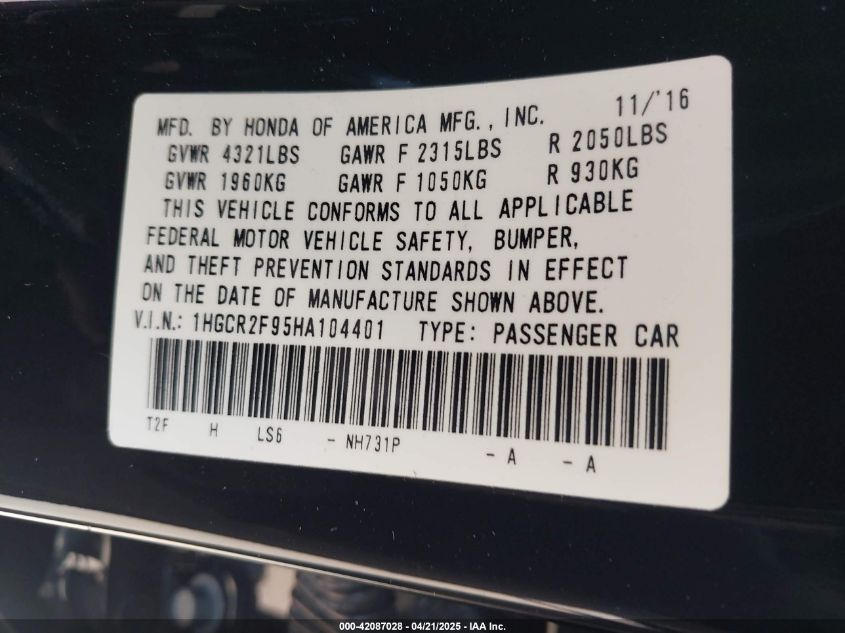 MFD. BY HONDA OF AMERICA MFG., INC. 11/'16
GVWR 4321LBS GAWR F 2315LBS R 2050LBS
GVWR 1960KG GAWR F 1050KG R 930KG
THIS VEHICLE CONFORMS TO ALL APPLICABLE
FEDERAL MOTOR VEHICLE SAFETY, BUMPER,
AND THEFT PREVENTION STANDARDS IN EFFECT
ON THE DATE OF MANUFACTURE SHOWN ABOVE.
V.I.N.: 1HGCR2F95HA104401 TYPE: PASSENGER CAR
T2F H LS6 - NH731P - A - A
000-42087028 - 04/21/2025 - IAA Inc.